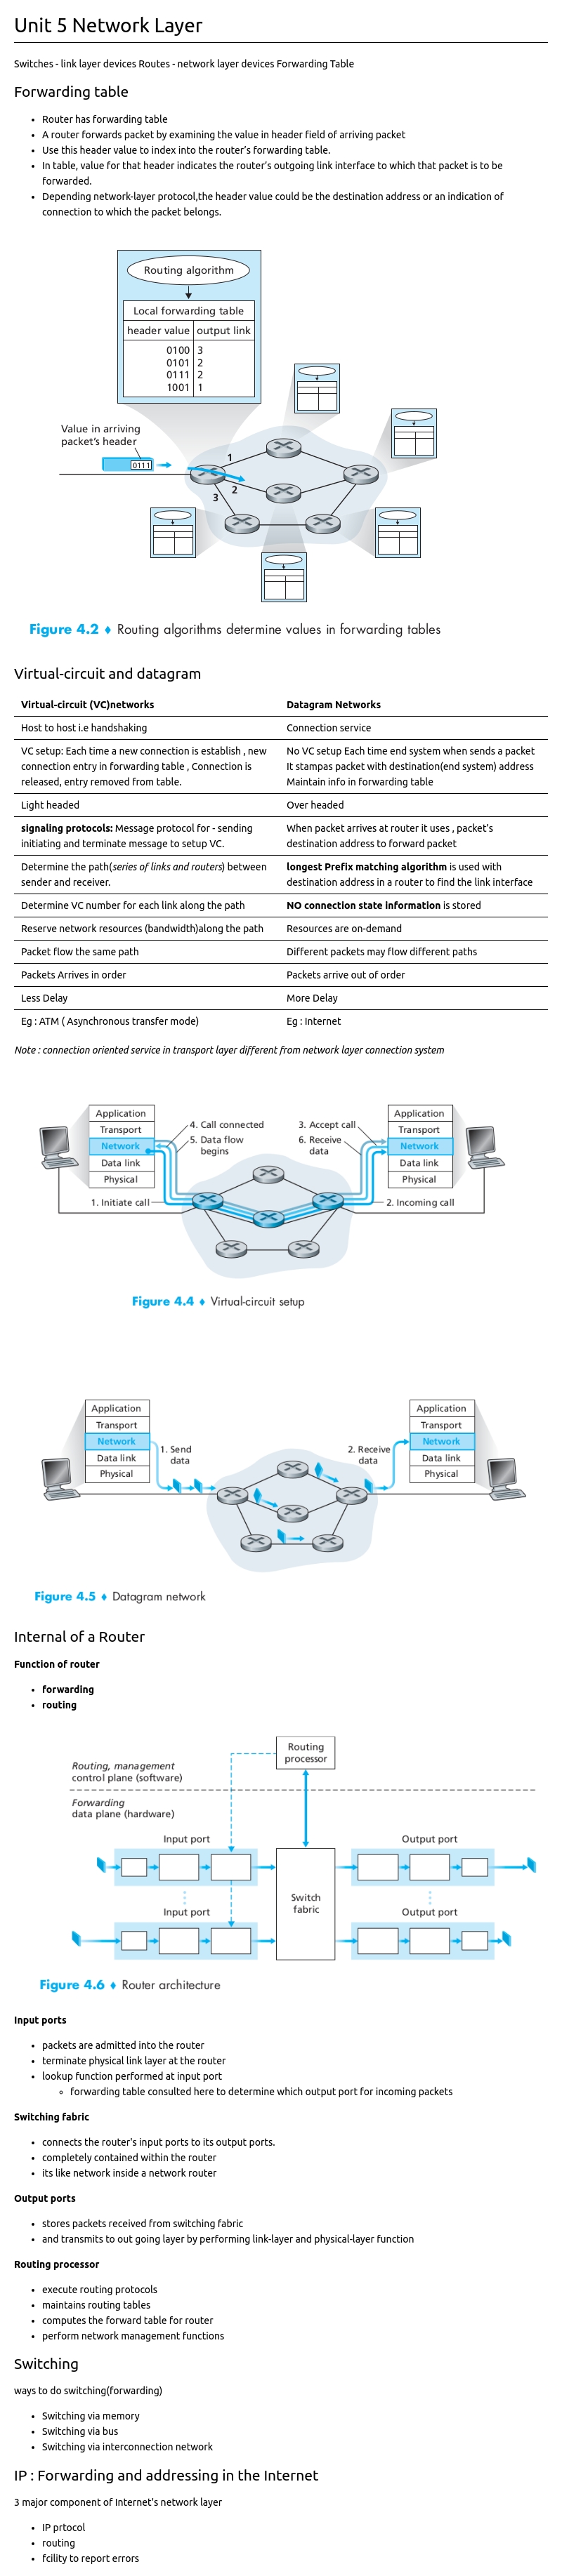 Unit 5 Network Layer
Switches - link layer devices Routes - network layer devices Forwarding Table
Forwarding table
Router has forwarding table
A router forwards packet by examining the value in header field of arriving packet
Use this header value to index into the router's forwarding table.
In table, value for that header indicates the router's outgoing link interface to which that packet is to be
forwarded.
Depending network-layer protocol,the header value could be the destination address or an indication of
connection to which the packet belongs.
Routing algorithm
Local forwarding table
header value output link
0100 3
0101 2
0111 2
1001 1
Value in arriving
packet's header
0111
1
2
3
Figure 4.2 ♦ Routing algorithms determine values in forwarding tables
Virtual-circuit and datagram
Virtual-circuit (VC)networks Datagram Networks
Host to host i.e handshaking Connection service
VC setup: Each time a new connection is establish , new No VC setup Each time end system when sends a packet
connection entry in forwarding table , Connection is It stampas packet with destination(end system) address
released, entry removed from table. Maintain info in forwarding table
Light headed Over headed
signaling protocols: Message protocol for - sending When packet arrives at router it uses , packet's
initiating and terminate message to setup VC. destination address to forward packet
Determine the path(series of links and routers) between longest Prefix matching algorithm is used with
sender and receiver. destination address in a router to find the link interface
Determine VC number for each link along the path NO connection state information is stored
Reserve network resources (bandwidth)along the path Resources are on-demand
Packet flow the same path Different packets may flow different paths
Packets Arrives in order Packets arrive out of order
Less Delay More Delay
Eg : ATM ( Asynchronous transfer mode) Eg : Internet
Note : connection oriented service in transport layer different from network layer connection system
Application
Transport
Network
Data link
Physical
4. Call connected
5. Data flow
begins
3. Accept call
6. Receive
data
Application
Transport
Network
Data link
Physical
1. Initiate call
2. Incoming call
Figure 4.4 ♦ Virtual-circuit setup
Application
Transport
Network
Data link
Physical
1. Send
data
2. Receive
data
Application
Transport
Network
Data link
Physical
Figure 4.5 ♦ Datagram network
Internal of a Router
Function of router
forwarding
routing
Routing
processor
Routing, management
control plane (software)
Forwarding
data plane (hardware)
Input port
Output port
Switch
fabric
Input port
Output port
Figure 4.6 ♦ Router architecture
Input ports
packets are admitted into the router
terminate physical link layer at the router
lookup function performed at input port
forwarding table consulted here to determine which output port for incoming packets
Switching fabric
connects the router's input ports to its output ports.
completely contained within the router
its like network inside a network router
Output ports
stores packets received from switching fabric
and transmits to out going layer by performing link-layer and physical-layer function
Routing processor
execute routing protocols
maintains routing tables
computes the forward table for router
perform network management functions
Switching
ways to do switching(forwarding)
Switching via memory
Switching via bus
Switching via interconnection network
IP : Forwarding and addressing in the Internet
3 major component of Internet's network layer
IP prtocol
routing
fcility to report errors